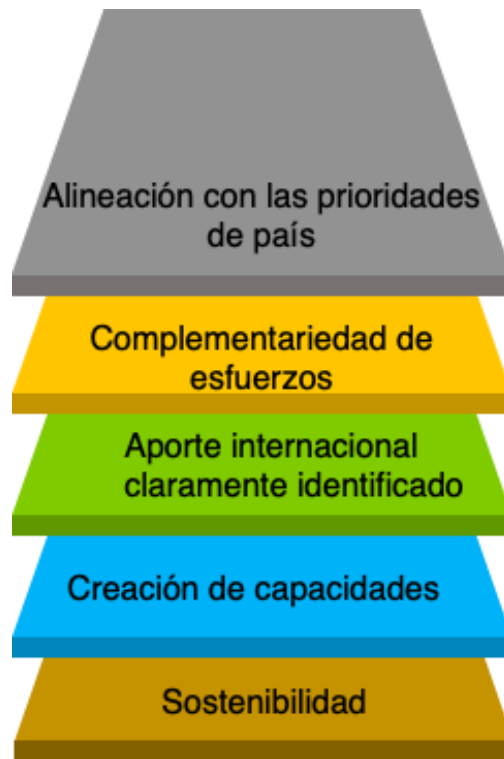 Alineación con las prioridades
de país
Complementariedad de
esfuerzos
Aporte internacional
claramente identificado
Creación de capacidades
Sostenibilidad